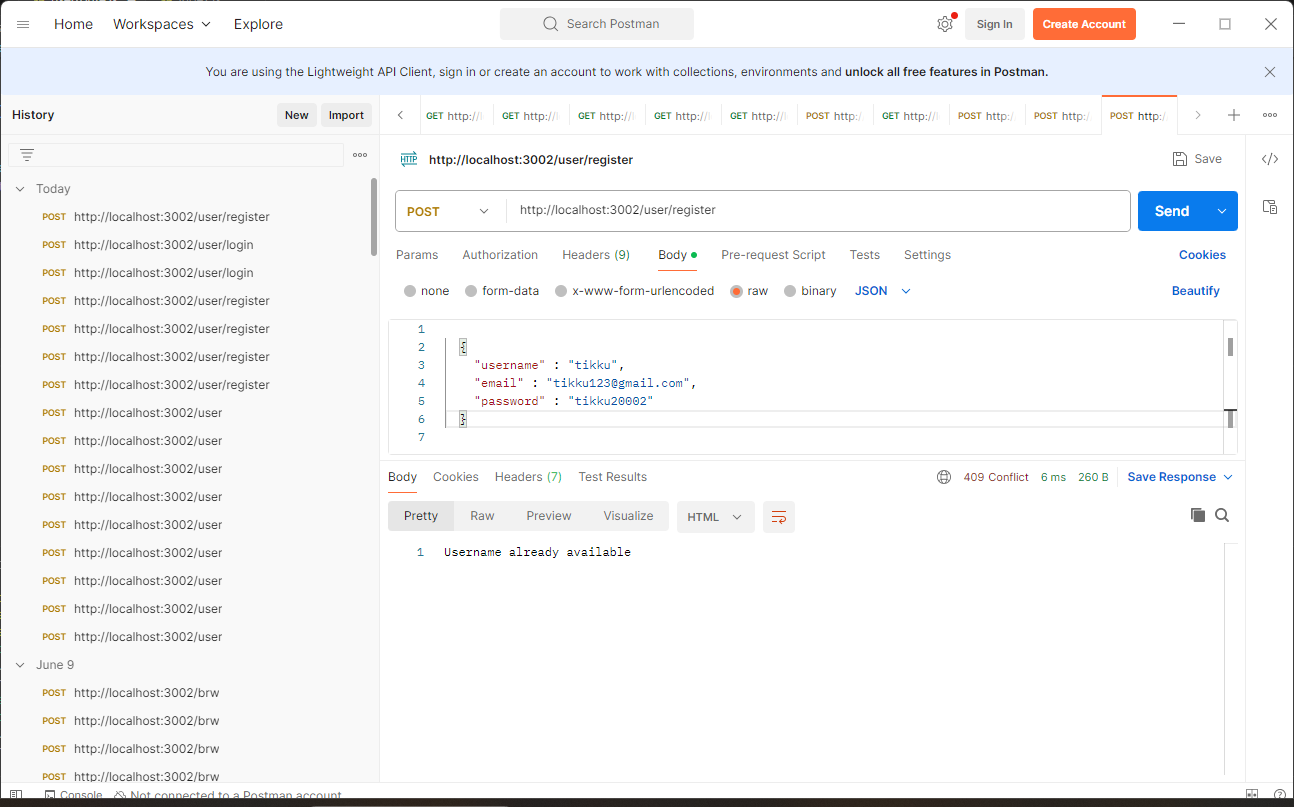 Home Workspaces Explore Search Postman Sign In Create Account
You are using the Lightweight API Client, sign in or create an account to work with collections, environments and unlock all free features in Postman.
History New Import
GET http://l GET http://l GET http://l GET http://l GET http://l POST http:/ GET http://l POST http:/ POST http:/ POST http:/
http://localhost:3002/user/register Save
POST http://localhost:3002/user/register Send
Params Authorization Headers (9) Body Pre-request Script Tests Settings Cookies
none form-data x-www-form-urlencoded raw binary JSON Beautify
1
2 {
3 "username" : "tikku",
4 "email" : "tikku123@gmail.com",
5 "password" : "tikku20002"
6 }
7
Body Cookies Headers (7) Test Results 409 Conflict 6 ms 260 B Save Response
Pretty Raw Preview Visualize HTML
1 Username already available
Today
POST http://localhost:3002/user/register
POST http://localhost:3002/user/login
POST http://localhost:3002/user/login
POST http://localhost:3002/user/register
POST http://localhost:3002/user/register
POST http://localhost:3002/user/register
POST http://localhost:3002/user/register
POST http://localhost:3002/user
POST http://localhost:3002/user
POST http://localhost:3002/user
POST http://localhost:3002/user
POST http://localhost:3002/user
POST http://localhost:3002/user
POST http://localhost:3002/user
POST http://localhost:3002/user
POST http://localhost:3002/user
June 9
POST http://localhost:3002/brw
POST http://localhost:3002/brw
POST http://localhost:3002/brw
POST http://localhost:3002/brw
Console Not connected to a Postman account